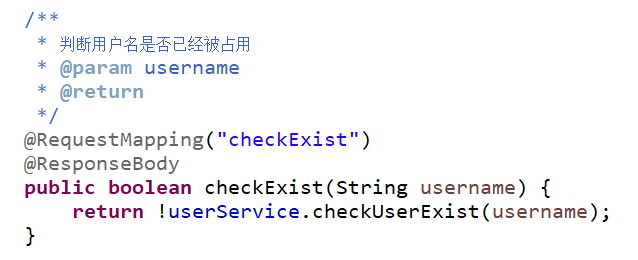 /**
 * 判断用户名是否已经被占用
 * @param username
 * @return
 */
@RequestMapping("checkExist")
@ResponseBody
public boolean checkExist(String username) {
    return !userService.checkUserExist(username);
}